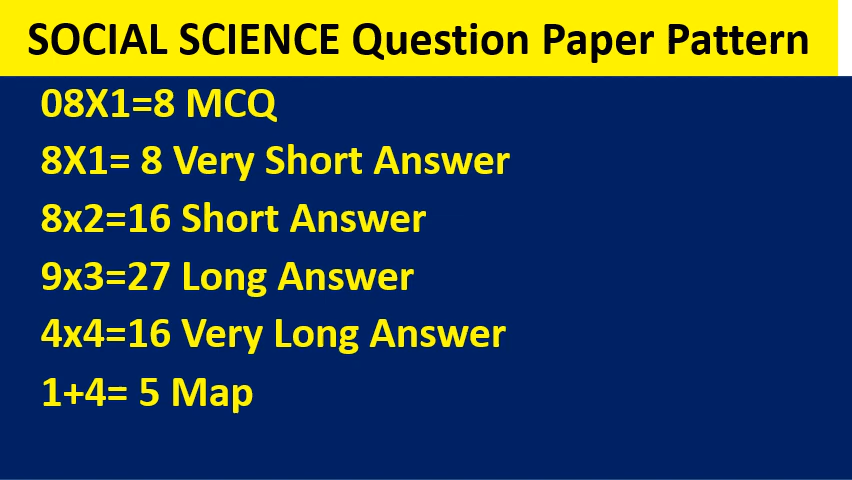 SOCIAL SCIENCE Question Paper Pattern
08X1=8 MCQ
8X1= 8 Very Short Answer
8x2=16 Short Answer
9x3=27 Long Answer
4x4=16 Very Long Answer
1+4= 5 Map